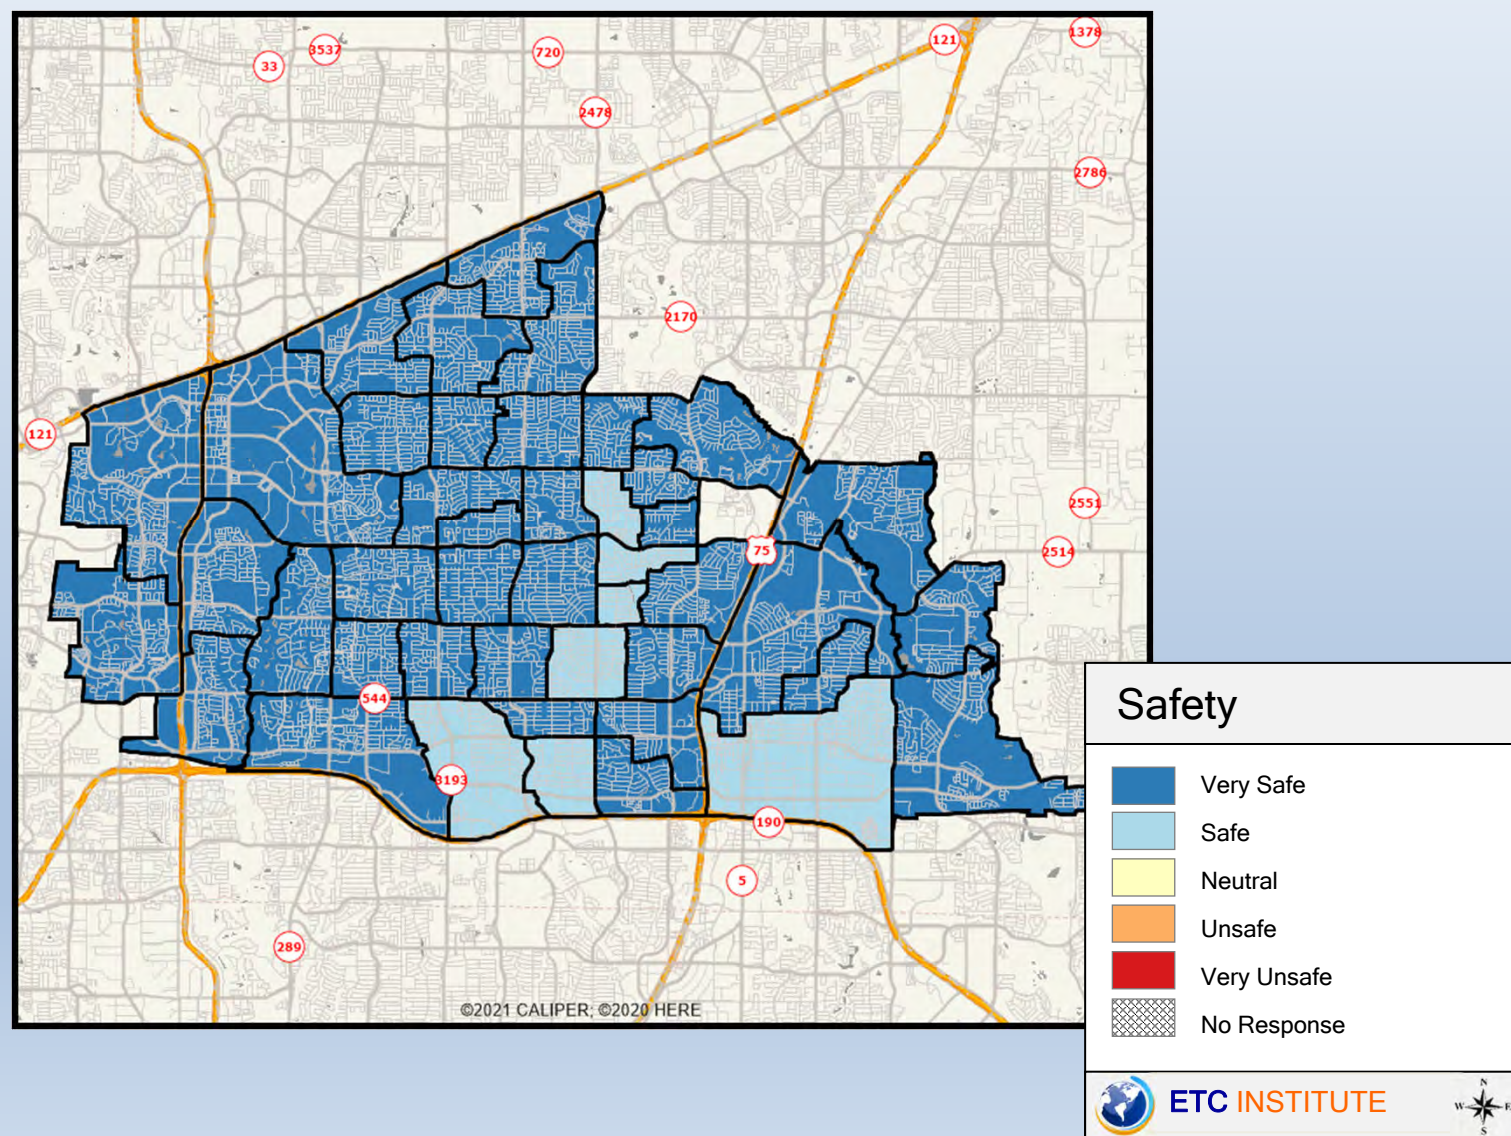 121
1378
3537
720
33
2478
2786
2170
121
2551
75
2514
544
3193
190
5
289
©2021 CALIPER; ©2020 HERE
Safety
Very Safe
Safe
Neutral
Unsafe
Very Unsafe
No Response
ETC INSTITUTE
N
W E
S